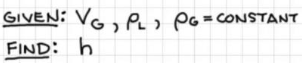 GIVEN: V_G, ρ_L, ρ_G = CONSTANT
FIND: h